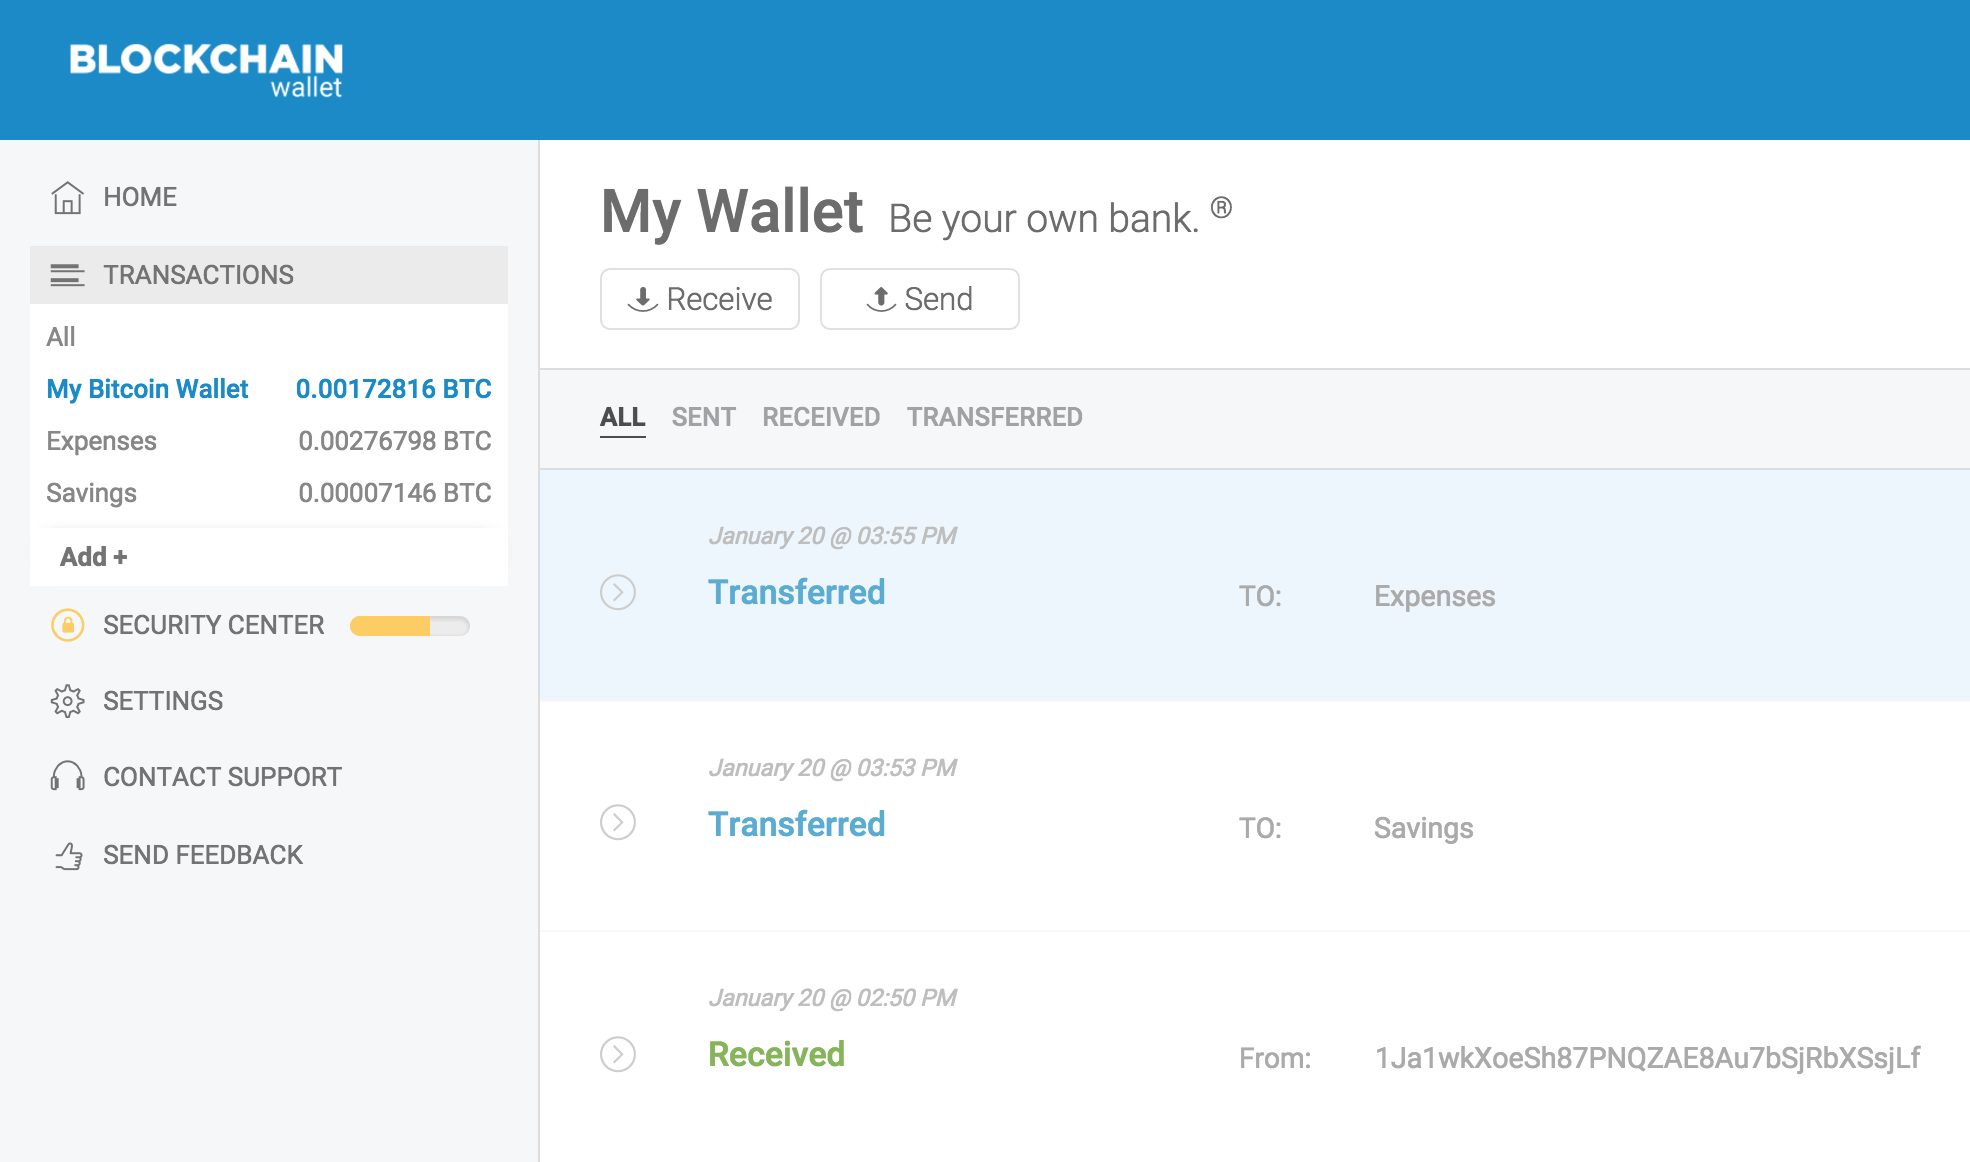 BLOCKCHAIN
wallet
HOME
TRANSACTIONS
All
My Bitcoin Wallet 0.00172816 BTC
Expenses 0.00276798 BTC
Savings 0.00007146 BTC
Add +
SECURITY CENTER
SETTINGS
CONTACT SUPPORT
SEND FEEDBACK
My Wallet Be your own bank. ®
Receive Send
ALL SENT RECEIVED TRANSFERRED
January 20 @ 03:55 PM
Transferred TO: Expenses
January 20 @ 03:53 PM
Transferred TO: Savings
January 20 @ 02:50 PM
Received From: 1Ja1wkXoeSh87PNQZAE8Au7bSjRbXSsjLf